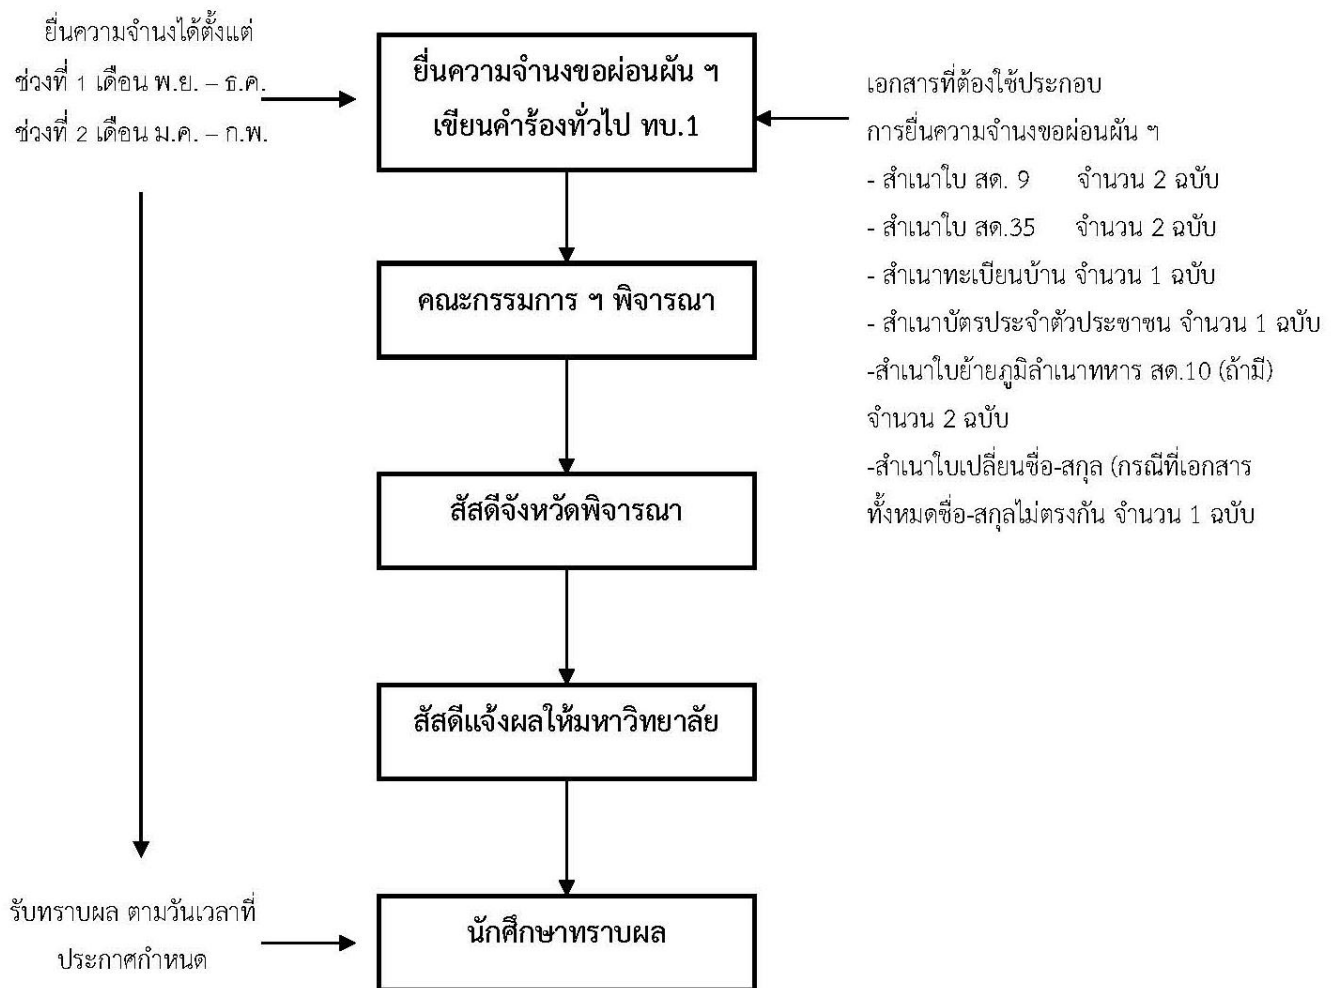 ยื่นความจำนงได้ตั้งแต่
ช่วงที่ 1 เดือน พ.ย. – ธ.ค.
ช่วงที่ 2 เดือน ม.ค. – ก.พ.
ยื่นความจำนงขอผ่อนผัน ฯ
เขียนคำร้องทั่วไป ทบ.1
เอกสารที่ต้องใช้ประกอบ
การยื่นความจำนงขอผ่อนผัน ฯ
- สำเนาใบ สด. 9 จำนวน 2 ฉบับ
- สำเนาใบ สด.35 จำนวน 2 ฉบับ
- สำเนาทะเบียนบ้าน จำนวน 1 ฉบับ
- สำเนาบัตรประจำตัวประชาชน จำนวน 1 ฉบับ
-สำเนาใบย้ายภูมิลำเนาทหาร สด.10 (ถ้ามี)
จำนวน 2 ฉบับ
-สำเนาใบเปลี่ยนชื่อ-สกุล (กรณีที่เอกสาร
ทั้งหมดชื่อ-สกุลไม่ตรงกัน จำนวน 1 ฉบับ
คณะกรรมการ ฯ พิจารณา
สัสดีจังหวัดพิจารณา
สัสดีแจ้งผลให้มหาวิทยาลัย
รับทราบผล ตามวันเวลาที่
ประกาศกำหนด
นักศึกษาทราบผล